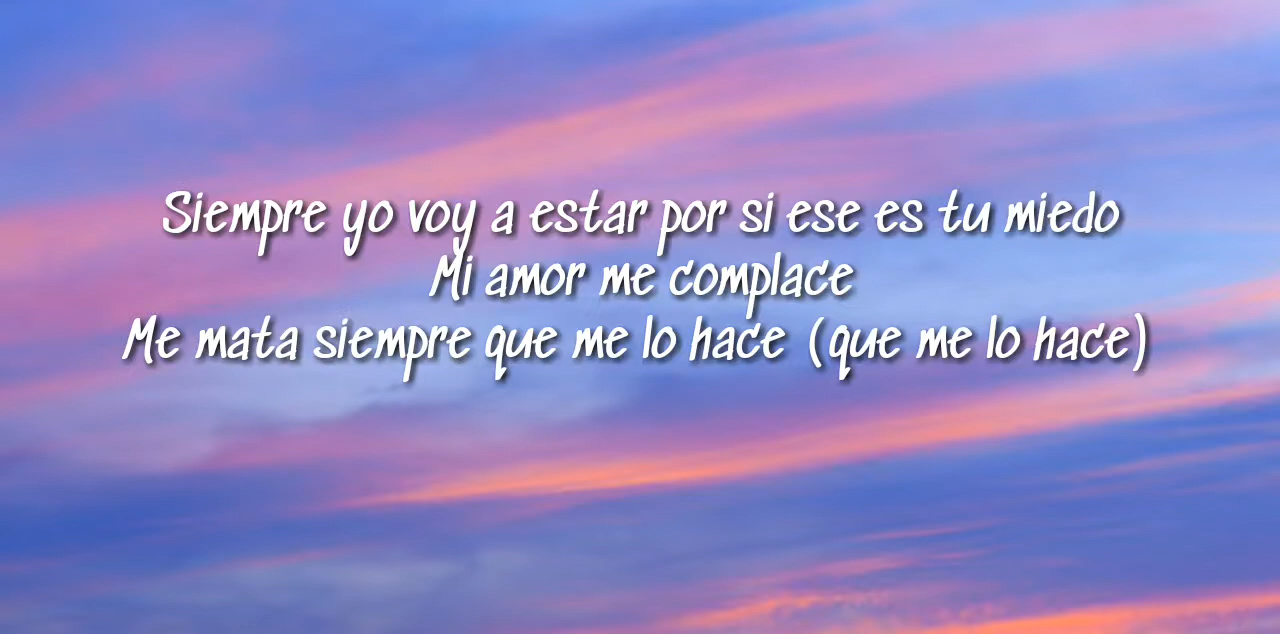 Siempre yo voy a estar por si ese es tu miedo
Mi amor me complace
Me mata siempre que me lo hace (que me lo hace)